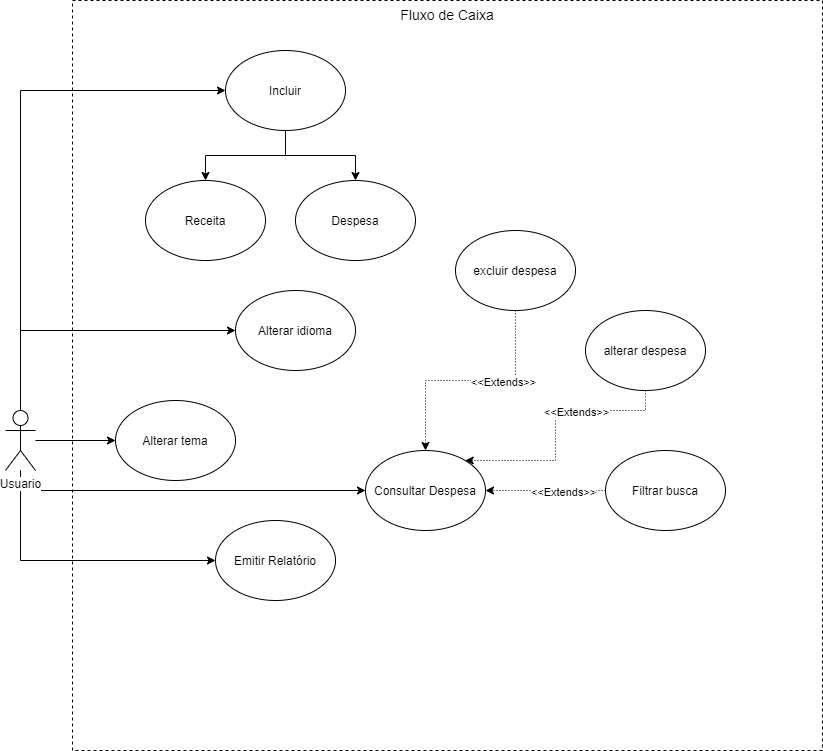 Fluxo de Caixa
Incluir
Receita
Despesa
excluir despesa
Alterar idioma
alterar despesa
<<Extends>>
<<Extends>>
Alterar tema
Usuario
Consultar Despesa
<<Extends>>
Filtrar busca
Emitir Relatório